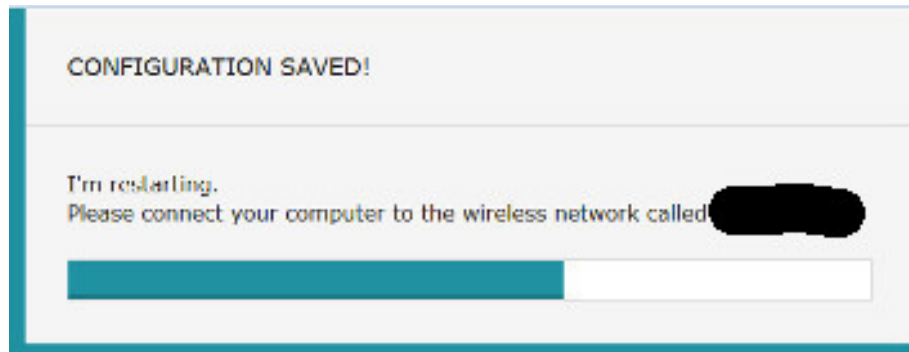 CONFIGURATION SAVED!
I'm restarting.
Please connect your computer to the wireless network called